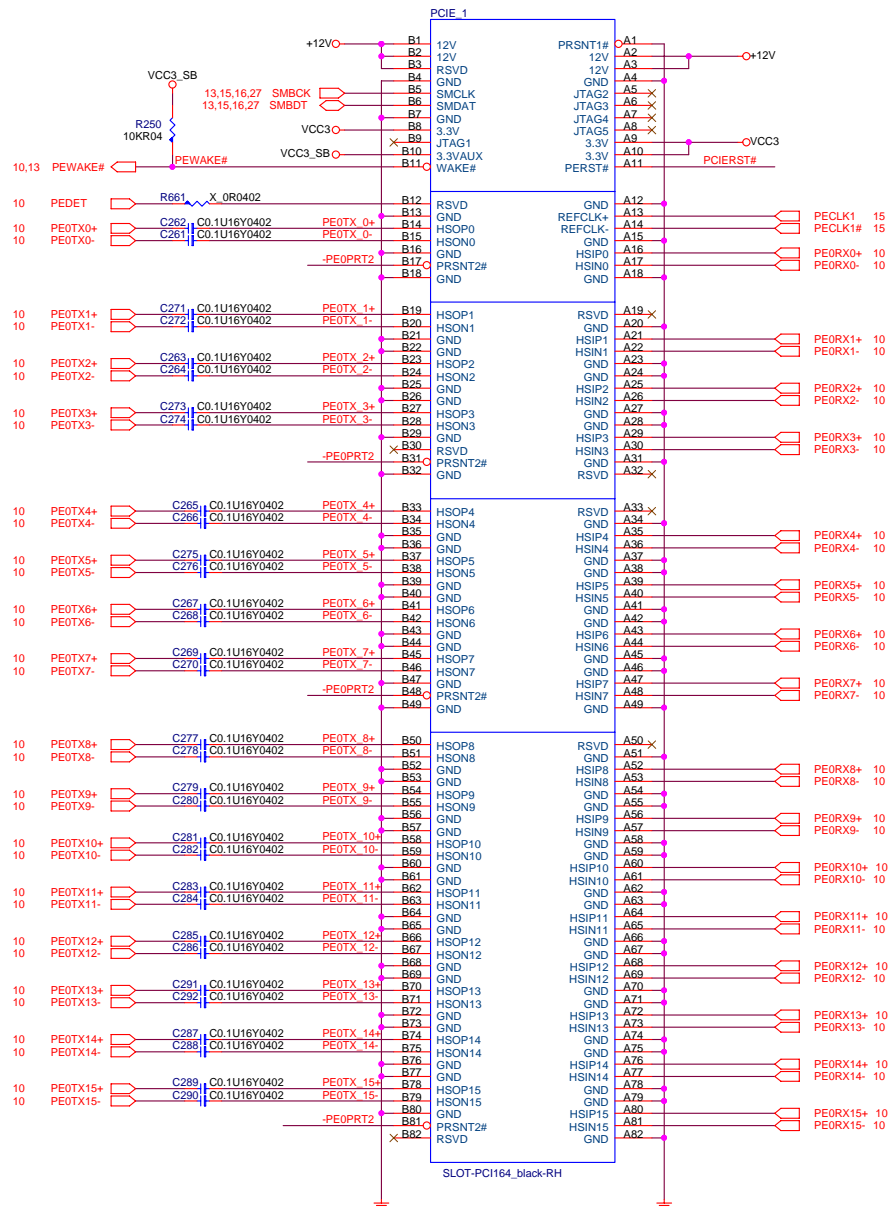 PCIE_1
+12V B1 12V PRSNT1# A1
B2 12V 12V A2 +12V
B3 RSVD 12V A3
VCC3_SB B4 GND GND A4
13,15,16,27 SMBCK B5 SMCLK JTAG2 A5
13,15,16,27 SMBDT B6 SMDAT JTAG3 A6
B7 GND JTAG4 A7
R250 VCC3 B8 3.3V JTAG5 A8
10KR04 B9 JTAG1 3.3V A9 VCC3
VCC3_SB B10 3.3VAUX 3.3V A10
10,13 PEWAKE# PEWAKE# B11 WAKE# PERST# A11 PCIERST#
10 PEDET R661 X_0R0402 B12 RSVD GND A12
B13 GND REFCLK+ A13 PECLK1 15
10 PE0TX0+ C262 C0.1U16Y0402 PE0TX_0+ B14 HSOP0 REFCLK- A14 PECLK1# 15
10 PE0TX0- C261 C0.1U16Y0402 PE0TX_0- B15 HSON0 GND A15
B16 GND HSIP0 A16 PE0RX0+ 10
-PE0PRT2 B17 PRSNT2# HSIN0 A17 PE0RX0- 10
B18 GND GND A18
10 PE0TX1+ C271 C0.1U16Y0402 PE0TX_1+ B19 HSOP1 RSVD A19
10 PE0TX1- C272 C0.1U16Y0402 PE0TX_1- B20 HSON1 GND A20
B21 GND HSIP1 A21 PE0RX1+ 10
B22 GND HSIN1 A22 PE0RX1- 10
10 PE0TX2+ C263 C0.1U16Y0402 PE0TX_2+ B23 HSOP2 GND A23
10 PE0TX2- C264 C0.1U16Y0402 PE0TX_2- B24 HSON2 GND A24
B25 GND HSIP2 A25 PE0RX2+ 10
B26 GND HSIN2 A26 PE0RX2- 10
10 PE0TX3+ C273 C0.1U16Y0402 PE0TX_3+ B27 HSOP3 GND A27
10 PE0TX3- C274 C0.1U16Y0402 PE0TX_3- B28 HSON3 GND A28
B29 GND HSIP3 A29 PE0RX3+ 10
B30 RSVD HSIN3 A30 PE0RX3- 10
-PE0PRT2 B31 PRSNT2# GND A31
B32 GND RSVD A32
10 PE0TX4+ C265 C0.1U16Y0402 PE0TX_4+ B33 HSOP4 RSVD A33
10 PE0TX4- C266 C0.1U16Y0402 PE0TX_4- B34 HSON4 GND A34
B35 GND HSIP4 A35 PE0RX4+ 10
B36 GND HSIN4 A36 PE0RX4- 10
10 PE0TX5+ C275 C0.1U16Y0402 PE0TX_5+ B37 HSOP5 GND A37
10 PE0TX5- C276 C0.1U16Y0402 PE0TX_5- B38 HSON5 GND A38
B39 GND HSIP5 A39 PE0RX5+ 10
B40 GND HSIN5 A40 PE0RX5- 10
10 PE0TX6+ C267 C0.1U16Y0402 PE0TX_6+ B41 HSOP6 GND A41
10 PE0TX6- C268 C0.1U16Y0402 PE0TX_6- B42 HSON6 GND A42
B43 GND HSIP6 A43 PE0RX6+ 10
B44 GND HSIN6 A44 PE0RX6- 10
10 PE0TX7+ C269 C0.1U16Y0402 PE0TX_7+ B45 HSOP7 GND A45
10 PE0TX7- C270 C0.1U16Y0402 PE0TX_7- B46 HSON7 GND A46
B47 GND HSIP7 A47 PE0RX7+ 10
-PE0PRT2 B48 PRSNT2# HSIN7 A48 PE0RX7- 10
B49 GND GND A49
10 PE0TX8+ C277 C0.1U16Y0402 PE0TX_8+ B50 HSOP8 RSVD A50
10 PE0TX8- C278 C0.1U16Y0402 PE0TX_8- B51 HSON8 GND A51
B52 GND HSIP8 A52 PE0RX8+ 10
B53 GND HSIN8 A53 PE0RX8- 10
10 PE0TX9+ C279 C0.1U16Y0402 PE0TX_9+ B54 HSOP9 GND A54
10 PE0TX9- C280 C0.1U16Y0402 PE0TX_9- B55 HSON9 GND A55
B56 GND HSIP9 A56 PE0RX9+ 10
B57 GND HSIN9 A57 PE0RX9- 10
10 PE0TX10+ C281 C0.1U16Y0402 PE0TX_10+ B58 HSOP10 GND A58
10 PE0TX10- C282 C0.1U16Y0402 PE0TX_10- B59 HSON10 GND A59
B60 GND HSIP10 A60 PE0RX10+ 10
B61 GND HSIN10 A61 PE0RX10- 10
10 PE0TX11+ C283 C0.1U16Y0402 PE0TX_11+ B62 HSOP11 GND A62
10 PE0TX11- C284 C0.1U16Y0402 PE0TX_11- B63 HSON11 GND A63
B64 GND HSIP11 A64 PE0RX11+ 10
B65 GND HSIN11 A65 PE0RX11- 10
10 PE0TX12+ C285 C0.1U16Y0402 PE0TX_12+ B66 HSOP12 GND A66
10 PE0TX12- C286 C0.1U16Y0402 PE0TX_12- B67 HSON12 GND A67
B68 GND HSIP12 A68 PE0RX12+ 10
B69 GND HSIN12 A69 PE0RX12- 10
10 PE0TX13+ C291 C0.1U16Y0402 PE0TX_13+ B70 HSOP13 GND A70
10 PE0TX13- C292 C0.1U16Y0402 PE0TX_13- B71 HSON13 GND A71
B72 GND HSIP13 A72 PE0RX13+ 10
B73 GND HSIN13 A73 PE0RX13- 10
10 PE0TX14+ C287 C0.1U16Y0402 PE0TX_14+ B74 HSOP14 GND A74
10 PE0TX14- C288 C0.1U16Y0402 PE0TX_14- B75 HSON14 GND A75
B76 GND HSIP14 A76 PE0RX14+ 10
B77 GND HSIN14 A77 PE0RX14- 10
10 PE0TX15+ C289 C0.1U16Y0402 PE0TX_15+ B78 HSOP15 GND A78
10 PE0TX15- C290 C0.1U16Y0402 PE0TX_15- B79 HSON15 GND A79
B80 GND HSIP15 A80 PE0RX15+ 10
-PE0PRT2 B81 PRSNT2# HSIN15 A81 PE0RX15- 10
B82 RSVD GND A82
SLOT-PCI164_black-RH